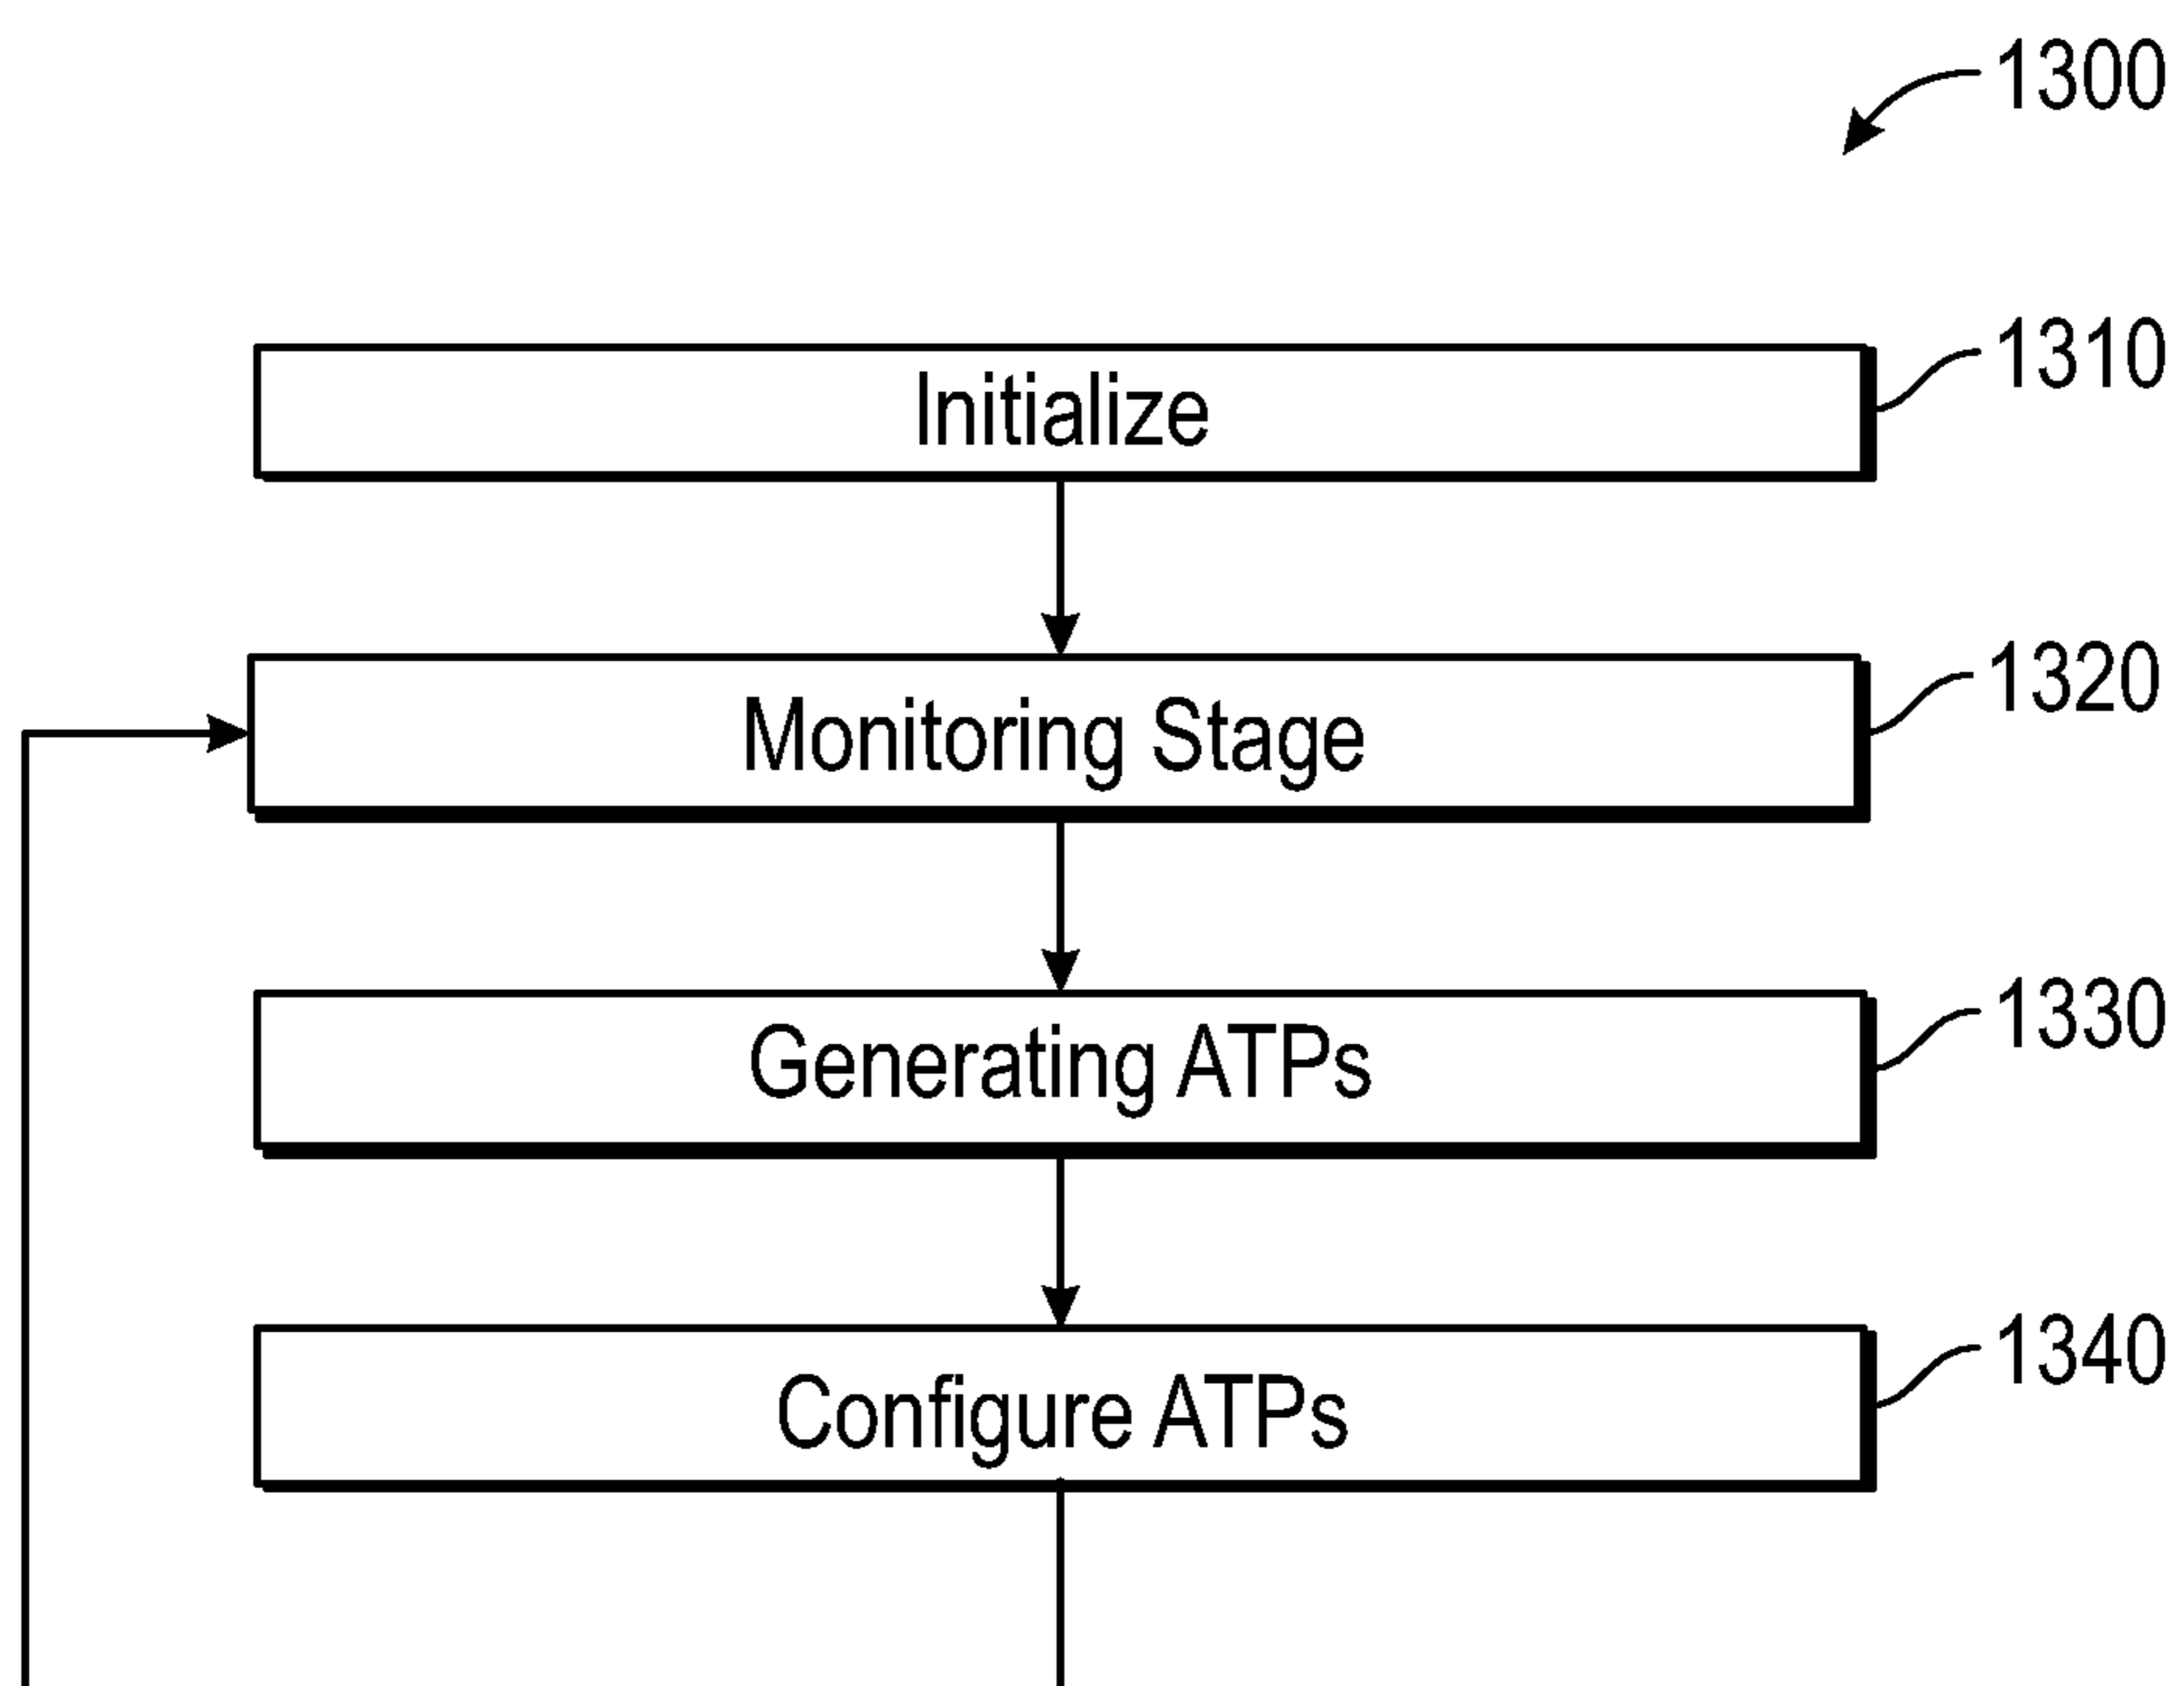 1300
Initialize
1310
Monitoring Stage
1320
Generating ATPs
1330
Configure ATPs
1340